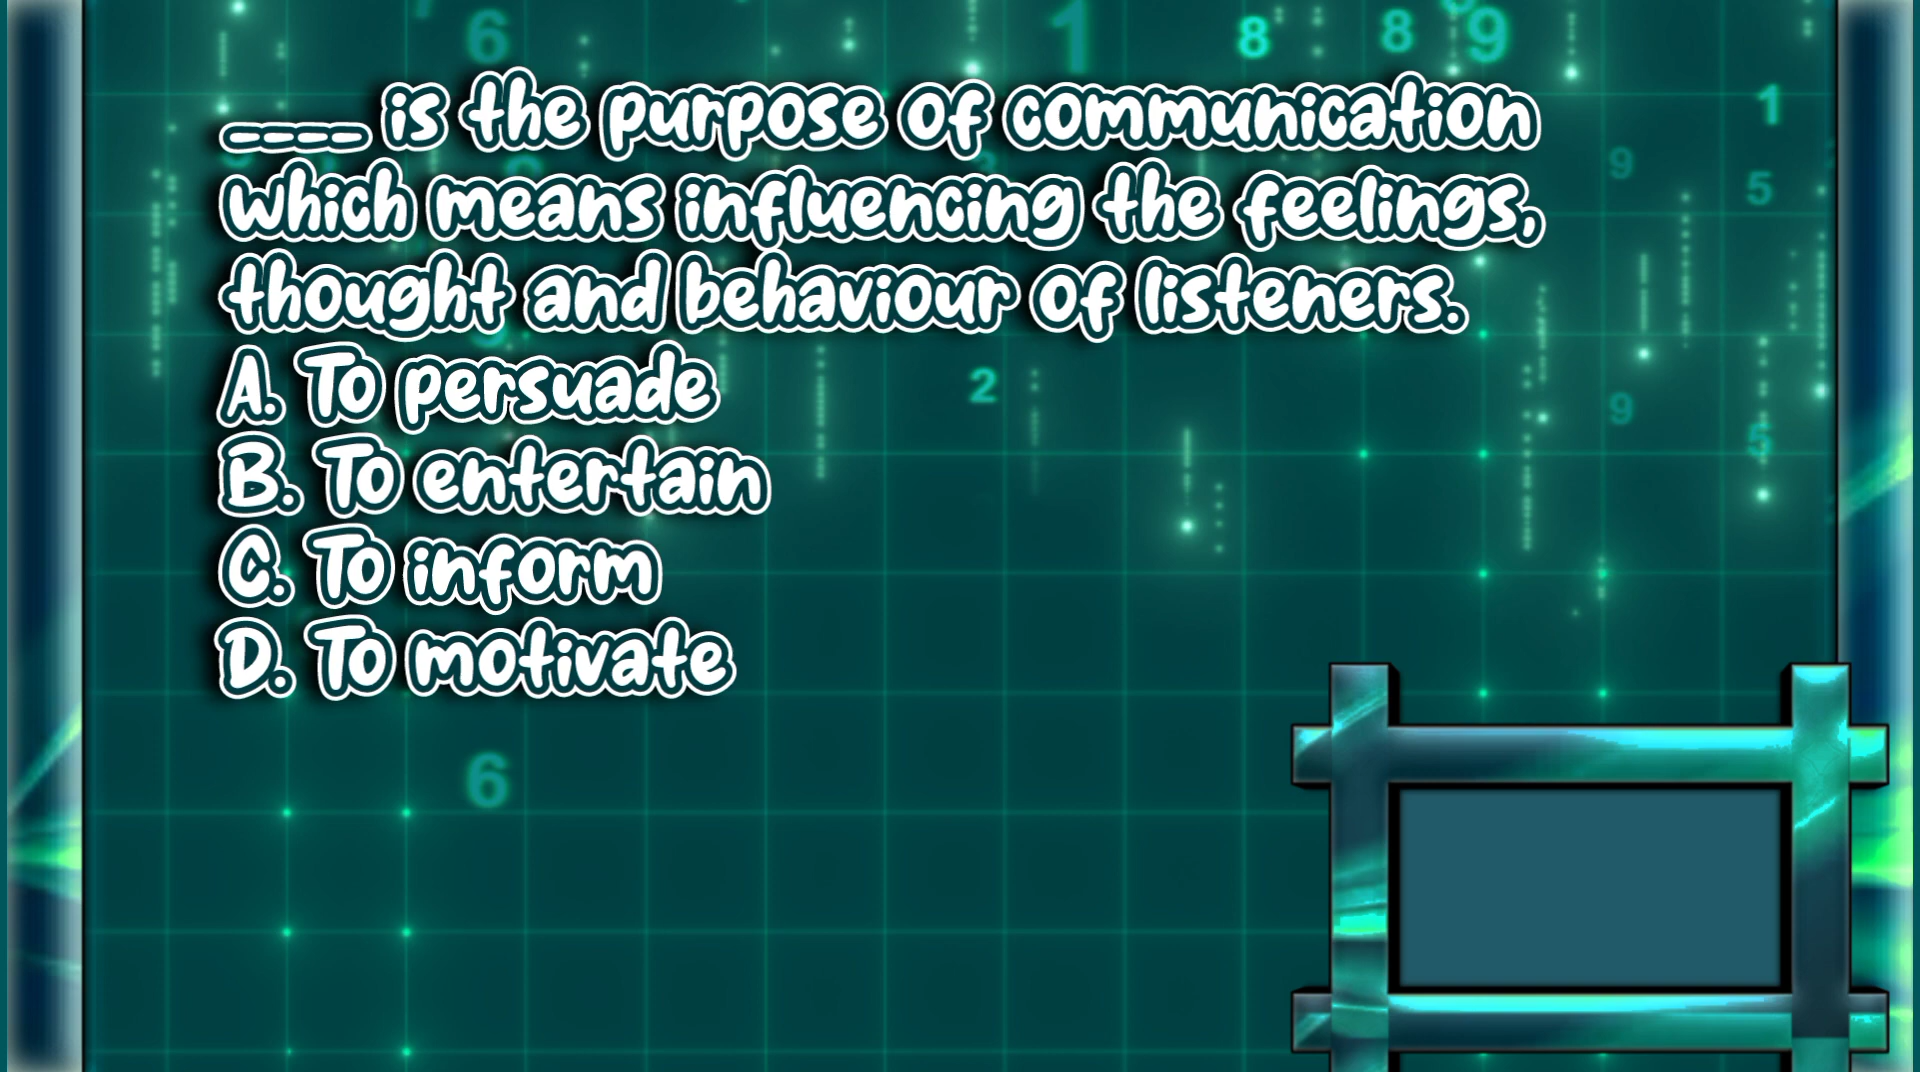 ---- is the purpose of communication
which means influencing the feelings,
thought and behaviour of listeners.
A. To persuade
B. To entertain
C. To inform
D. To motivate